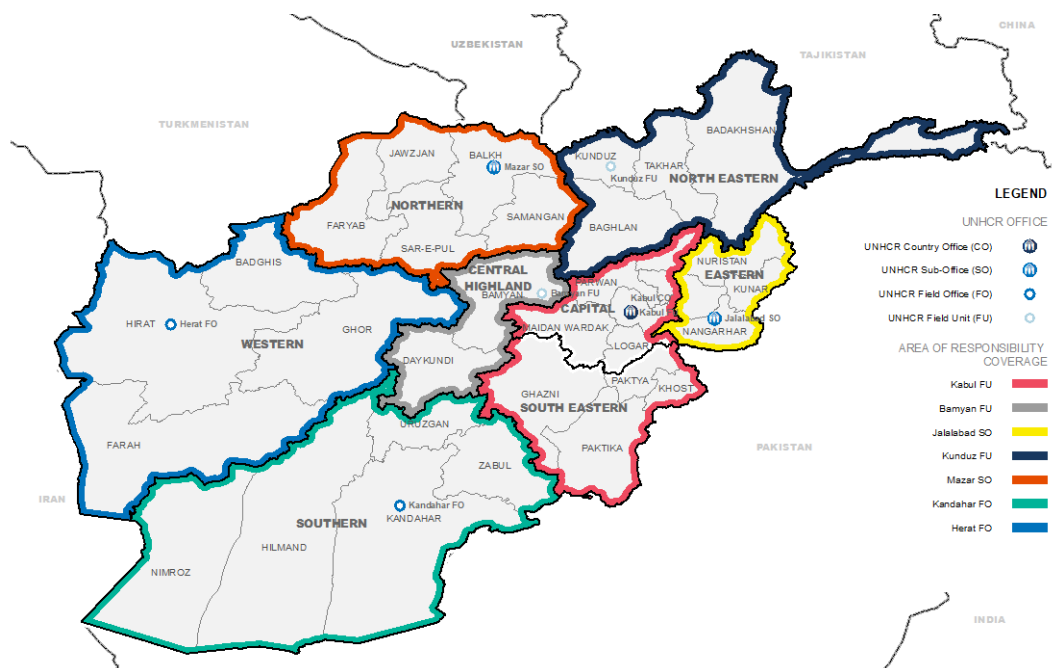 CHINA
UZBEKISTAN
TAJIKISTAN
TURKMENISTAN
BADAKHSHAN
JAWZJAN
BALKH
Mazar SO
KUNDUZ
TAKHAR
Kunduz FU
NORTH EASTERN
NORTHERN
SAMANGAN
FARYAB
BAGHLAN
SAR-E-PUL
BADGHIS
CENTRAL
HIGHLAND
BAMYAN
NURISTAN
EASTERN
KUNAR
Kabul CO
CAPITAL
Kabul
Jalalabad SO
NANGARHAR
HIRAT
Herat FO
GHOR
WESTERN
MAIDAN WARDAK
LOGAR
DAYKUNDI
PAKTYA
KHOST
GHAZNI
SOUTH EASTERN
URUZGAN
FARAH
PAKTIKA
PAKISTAN
ZABUL
IRAN
Kandahar FO
KANDAHAR
SOUTHERN
HILMAND
NIMROZ
INDIA
LEGEND
UNHCR OFFICE
UNHCR Country Office (CO)
UNHCR Sub-Office (SO)
UNHCR Field Office (FO)
UNHCR Field Unit (FU)
AREA OF RESPONSIBILITY
COVERAGE
Kabul FU
Bamyan FU
Jalalabad SO
Kunduz FU
Mazar SO
Kandahar FO
Herat FO